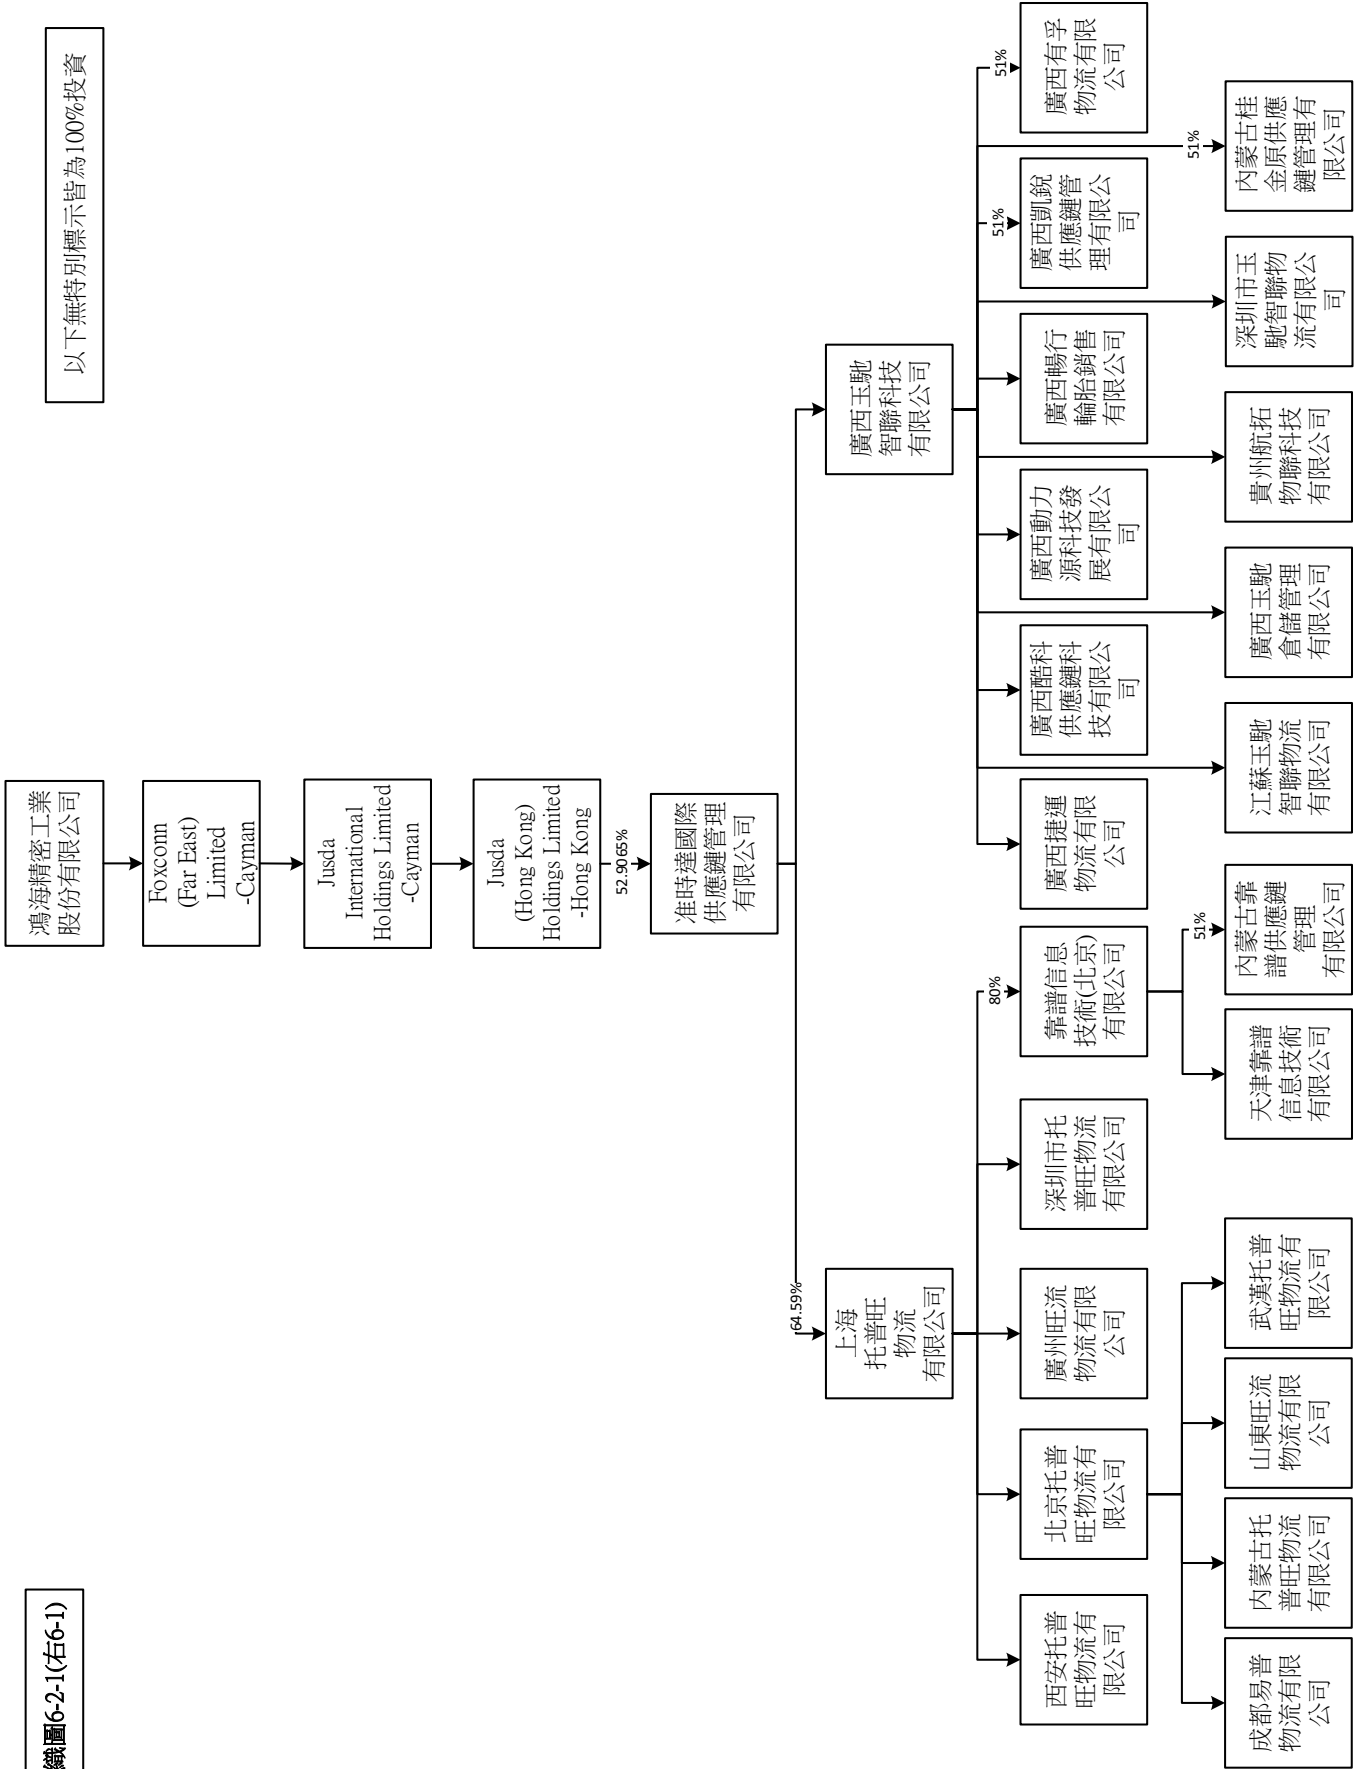 織圖6-2-1(右6-1)
以下無特別標示皆為100%投資
鴻海精密工業
股份有限公司
Foxconn
(Far East)
Limited
-Cayman
Jusda
International
Holdings Limited
-Cayman
Jusda
(Hong Kong)
Holdings Limited
-Hong Kong
52.9065%
准時達國際
供應鏈管理
有限公司
64.59%
上海
托普旺
物流
有限公司
廣西玉馳
智聯科技
有限公司
西安托普
旺物流有
限公司
北京托普
旺物流有
限公司
廣州旺流
物流有限
公司
深圳市托
普旺物流
有限公司
80%
靠譜信息
技術(北京)
有限公司
廣西捷運
物流有限
公司
廣西酷科
供應鏈科
技有限公
司
廣西動力
源科技發
展有限公
司
廣西暢行
輪胎銷售
有限公司
51%
廣西凱銳
供應鏈管
理有限公
司
51%
廣西有孚
物流有限
公司
成都易普
物流有限
公司
內蒙古托
普旺物流
有限公司
山東旺流
物流有限
公司
武漢托普
旺物流有
限公司
天津靠譜
信息技術
有限公司
51%
內蒙古靠
譜供應鏈
管理
有限公司
江蘇玉馳
智聯物流
有限公司
廣西玉馳
倉儲管理
有限公司
貴州航拓
物聯科技
有限公司
深圳市玉
馳智聯物
流有限公
司
51%
內蒙古桂
金原供應
鏈管理有
限公司